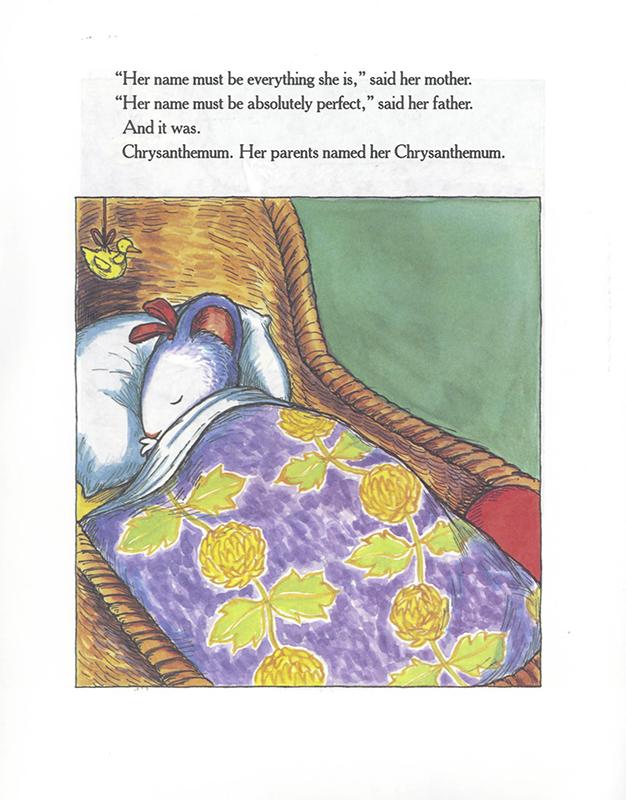 “Her name must be everything she is,” said her mother.
“Her name must be absolutely perfect,” said her father.
And it was.
Chrysanthemum. Her parents named her Chrysanthemum.